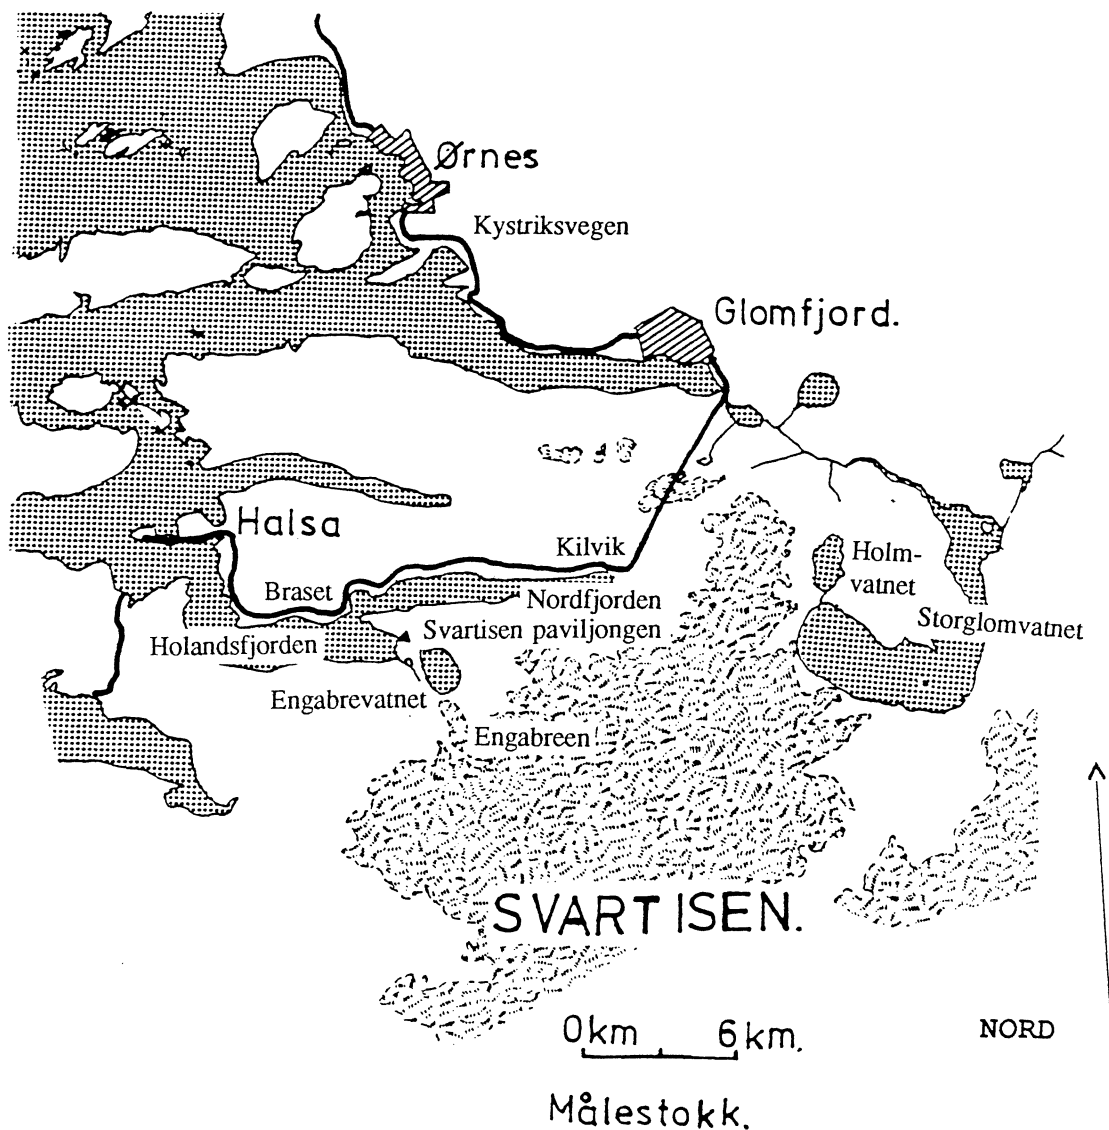 Ørnes
Kystriksvegen
Glomfjord.
Halsa
Kilvik
Holm-
vatnet
Braset
Nordfjorden
Storglomvatnet
Svartisen paviljongen
Holandsfjorden
Engabrevatnet
Engabreen
SVARTISEN.
0km 6km.
NORD
Målestokk.